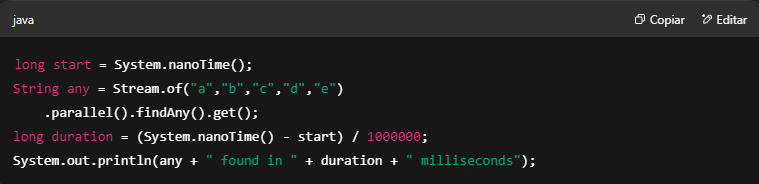 java Copiar Editar
long start = System.nanoTime();
String any = Stream.of("a","b","c","d","e")
    .parallel().findAny().get();
long duration = (System.nanoTime() - start) / 1000000;
System.out.println(any + " found in " + duration + " milliseconds");